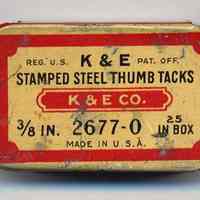 REG. U.S. K & E PAT. OFF.
STAMPED STEEL THUMB TACKS
K & E CO.
3/8 IN. 2677-0 25 IN BOX
MADE IN U.S.A.